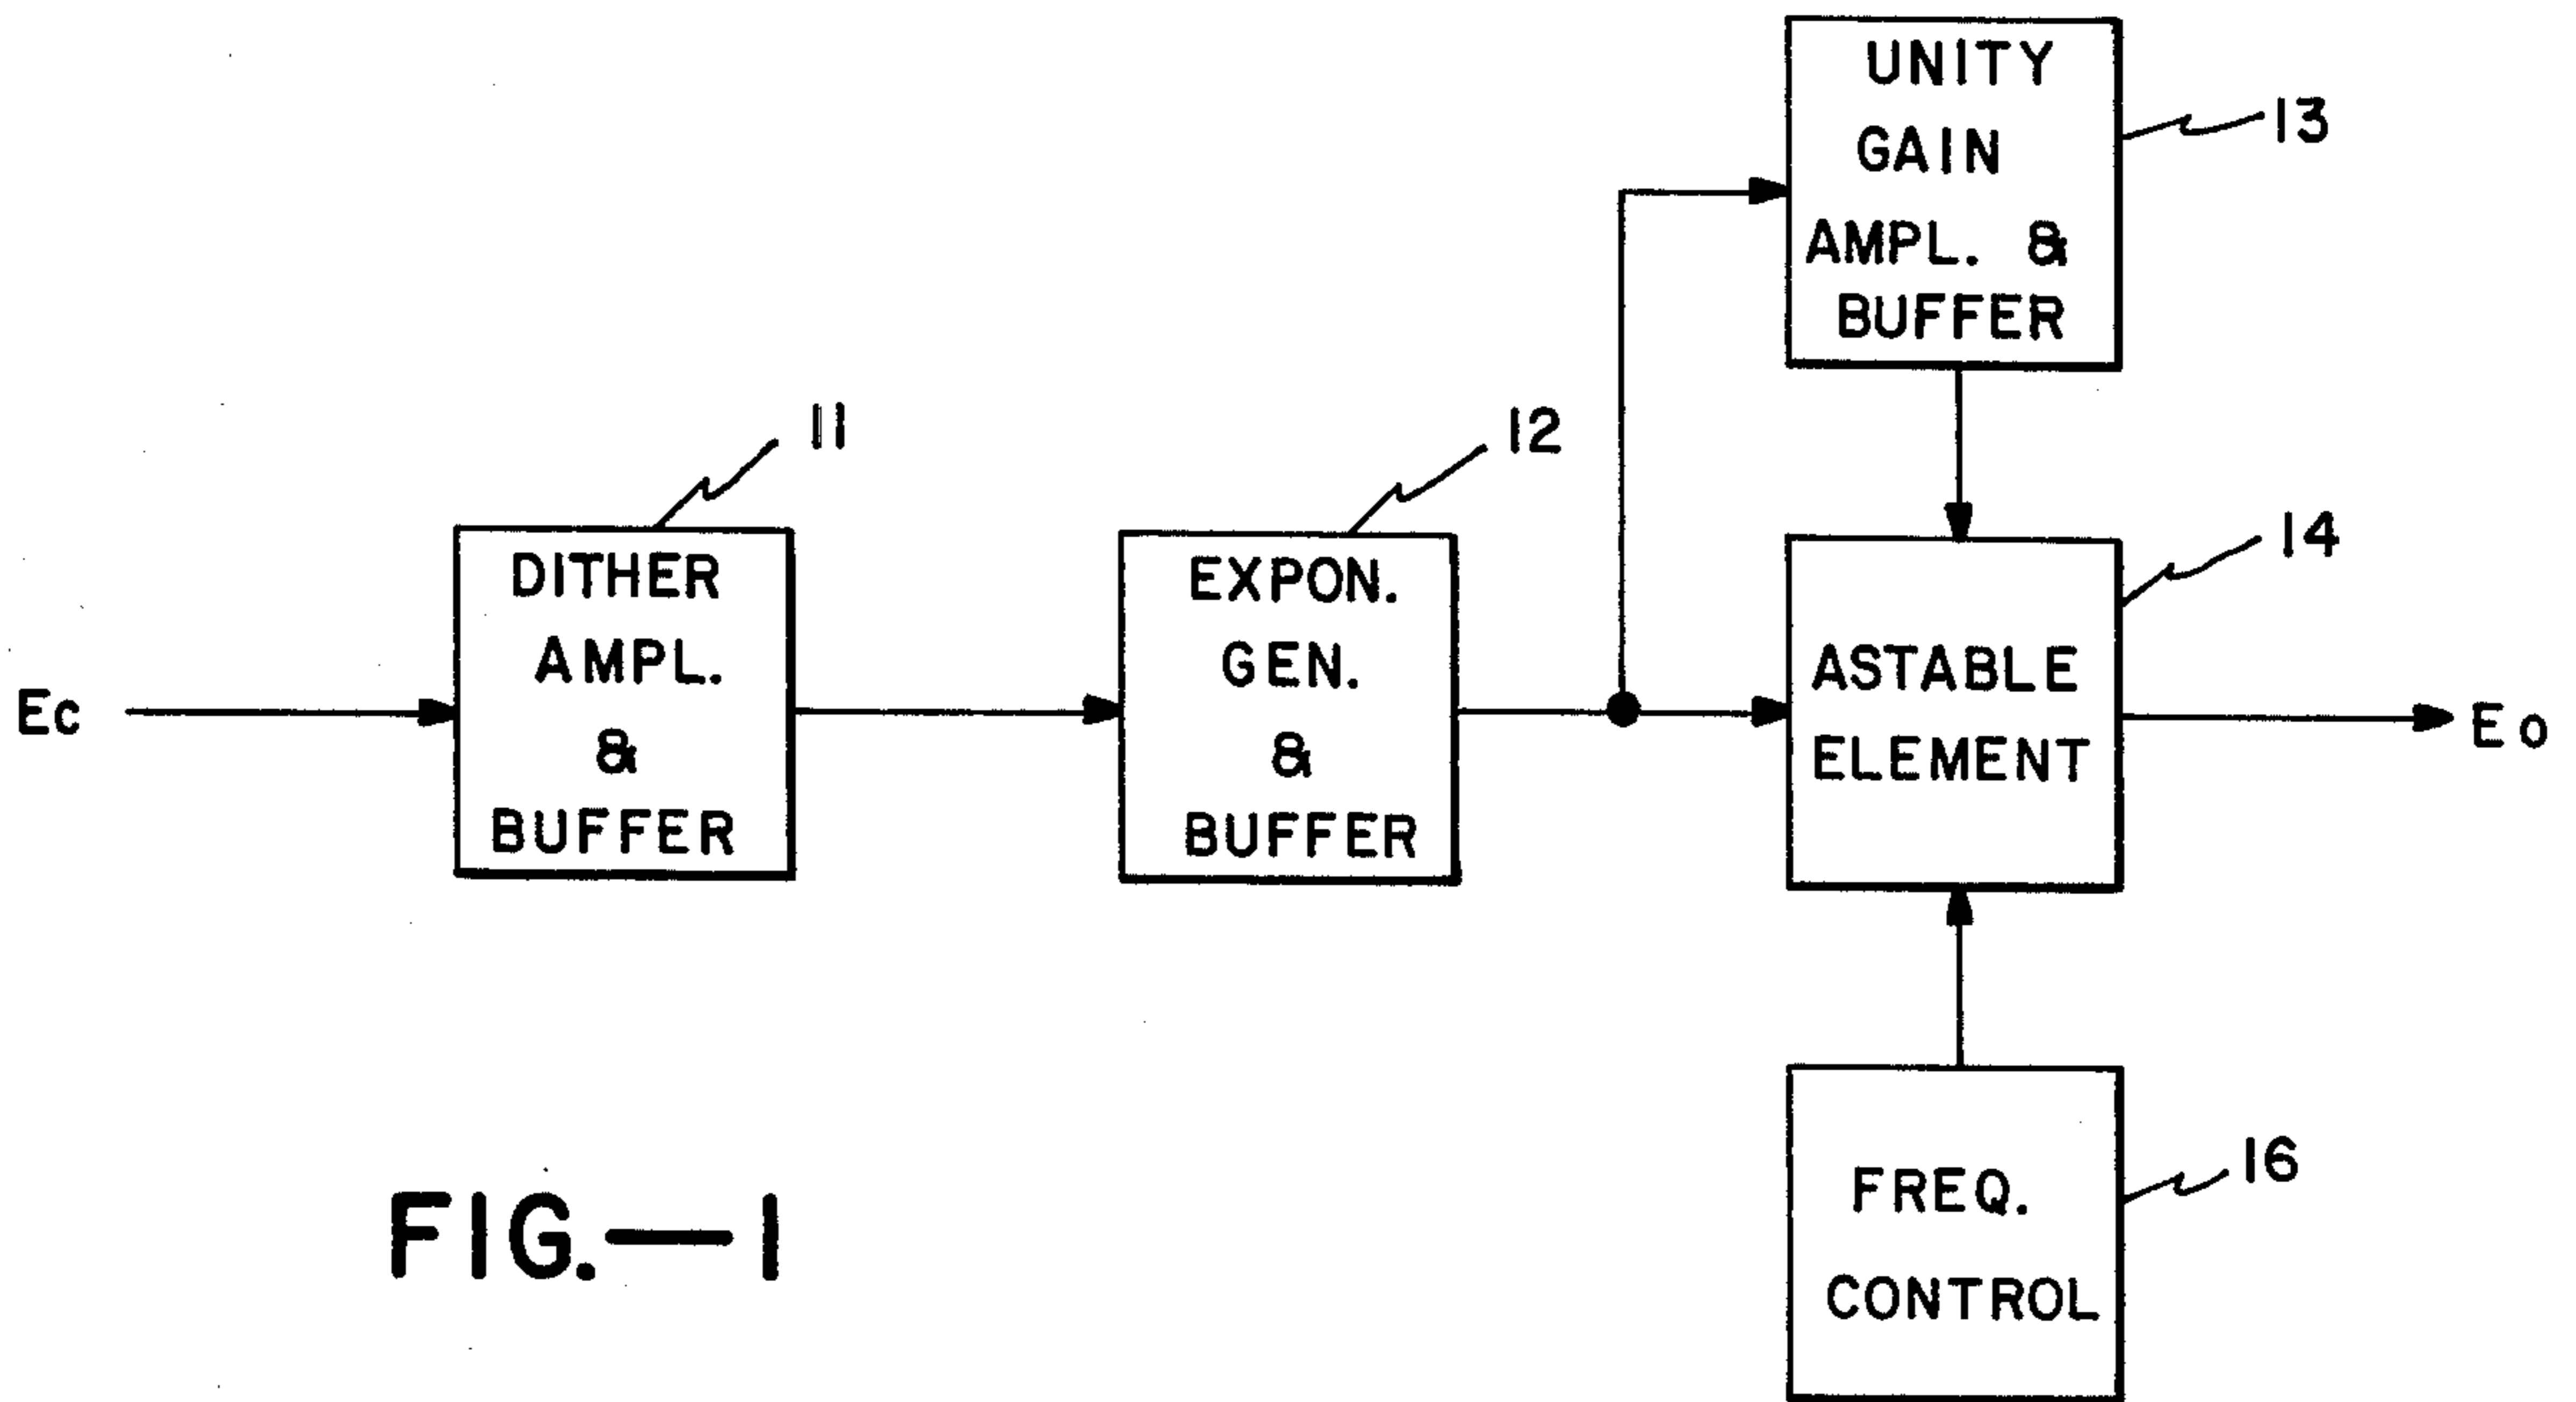 UNITY
GAIN
AMPL. &
BUFFER
13
11
12
14
DITHER
AMPL.
&
BUFFER
EXPON.
GEN.
&
BUFFER
ASTABLE
ELEMENT
Ec
Eo
16
FREQ.
CONTROL
FIG.—1